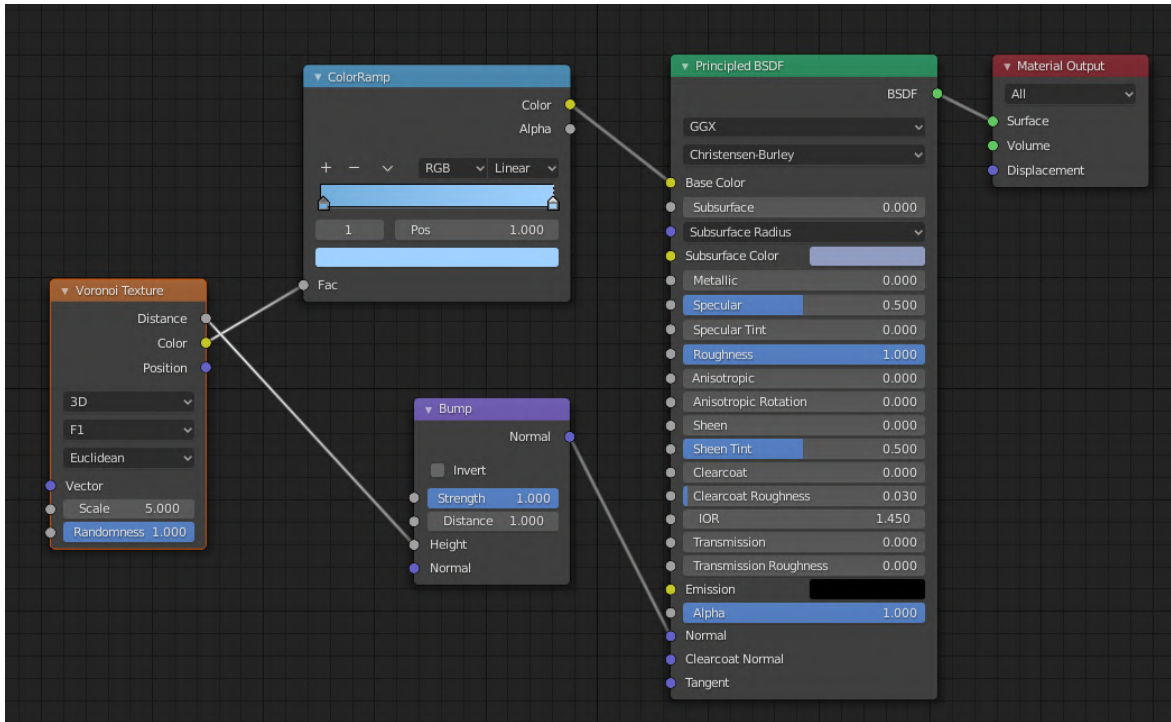 Voronoi Texture
Distance
Color
Position
3D
F1
Euclidean
Vector
Scale 5.000
Randomness 1.000
ColorRamp
Color
Alpha
+ − RGB Linear
1 Pos 1.000
Fac
Bump
Normal
Invert
Strength 1.000
Distance 1.000
Height
Normal
Principled BSDF
BSDF
GGX
Christensen-Burley
Base Color
Subsurface 0.000
Subsurface Radius
Subsurface Color
Metallic 0.000
Specular 0.500
Specular Tint 0.000
Roughness 1.000
Anisotropic 0.000
Anisotropic Rotation 0.000
Sheen 0.000
Sheen Tint 0.500
Clearcoat 0.000
Clearcoat Roughness 0.030
IOR 1.450
Transmission 0.000
Transmission Roughness 0.000
Emission
Alpha 1.000
Normal
Clearcoat Normal
Tangent
Material Output
All
Surface
Volume
Displacement